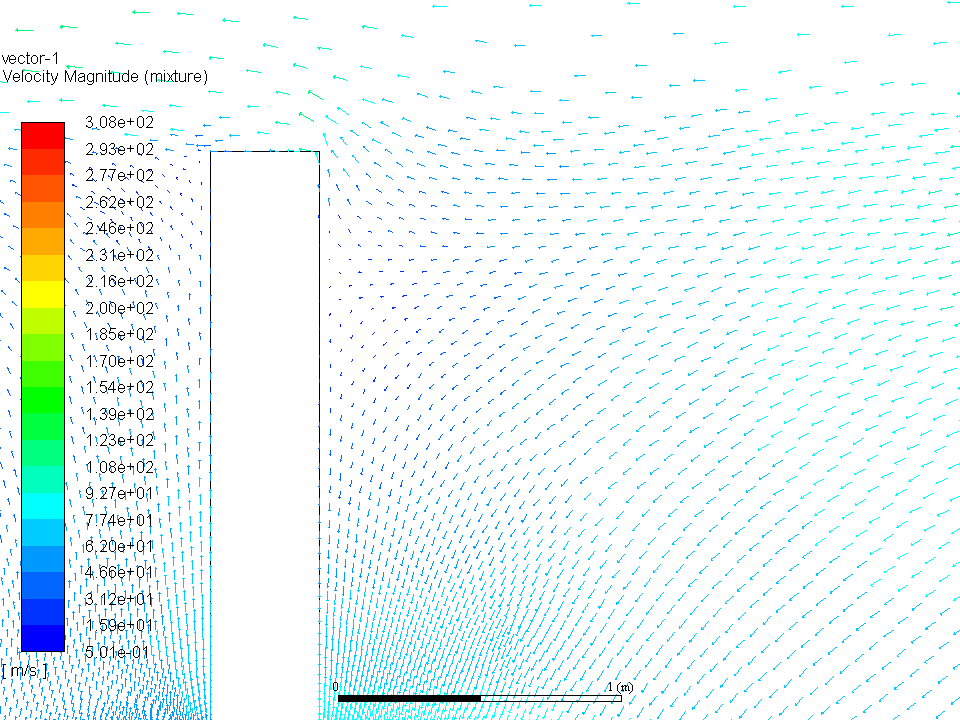 vector-1
Velocity Magnitude (mixture)
3.08e+02
2.93e+02
2.77e+02
2.62e+02
2.46e+02
2.31e+02
2.16e+02
2.00e+02
1.85e+02
1.70e+02
1.54e+02
1.39e+02
1.23e+02
1.08e+02
9.27e+01
7.74e+01
6.20e+01
4.66e+01
3.12e+01
1.59e+01
5.01e-01
[ m/s ]
0 1 (m)